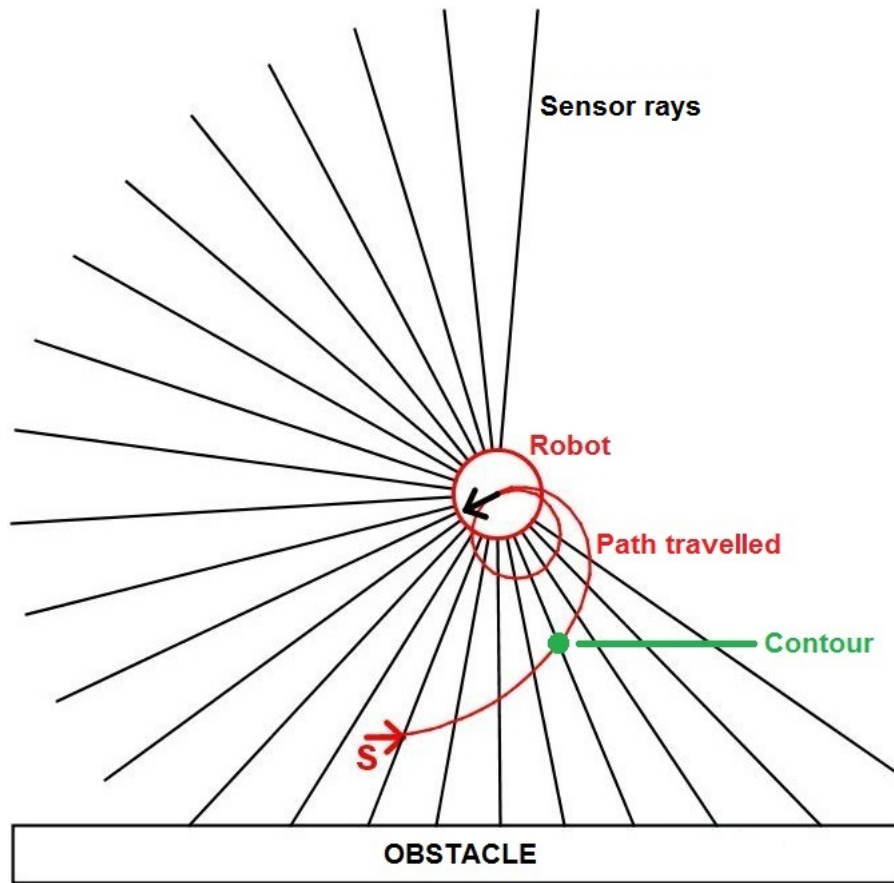 Sensor rays
Robot
Path travelled
Contour
S
OBSTACLE